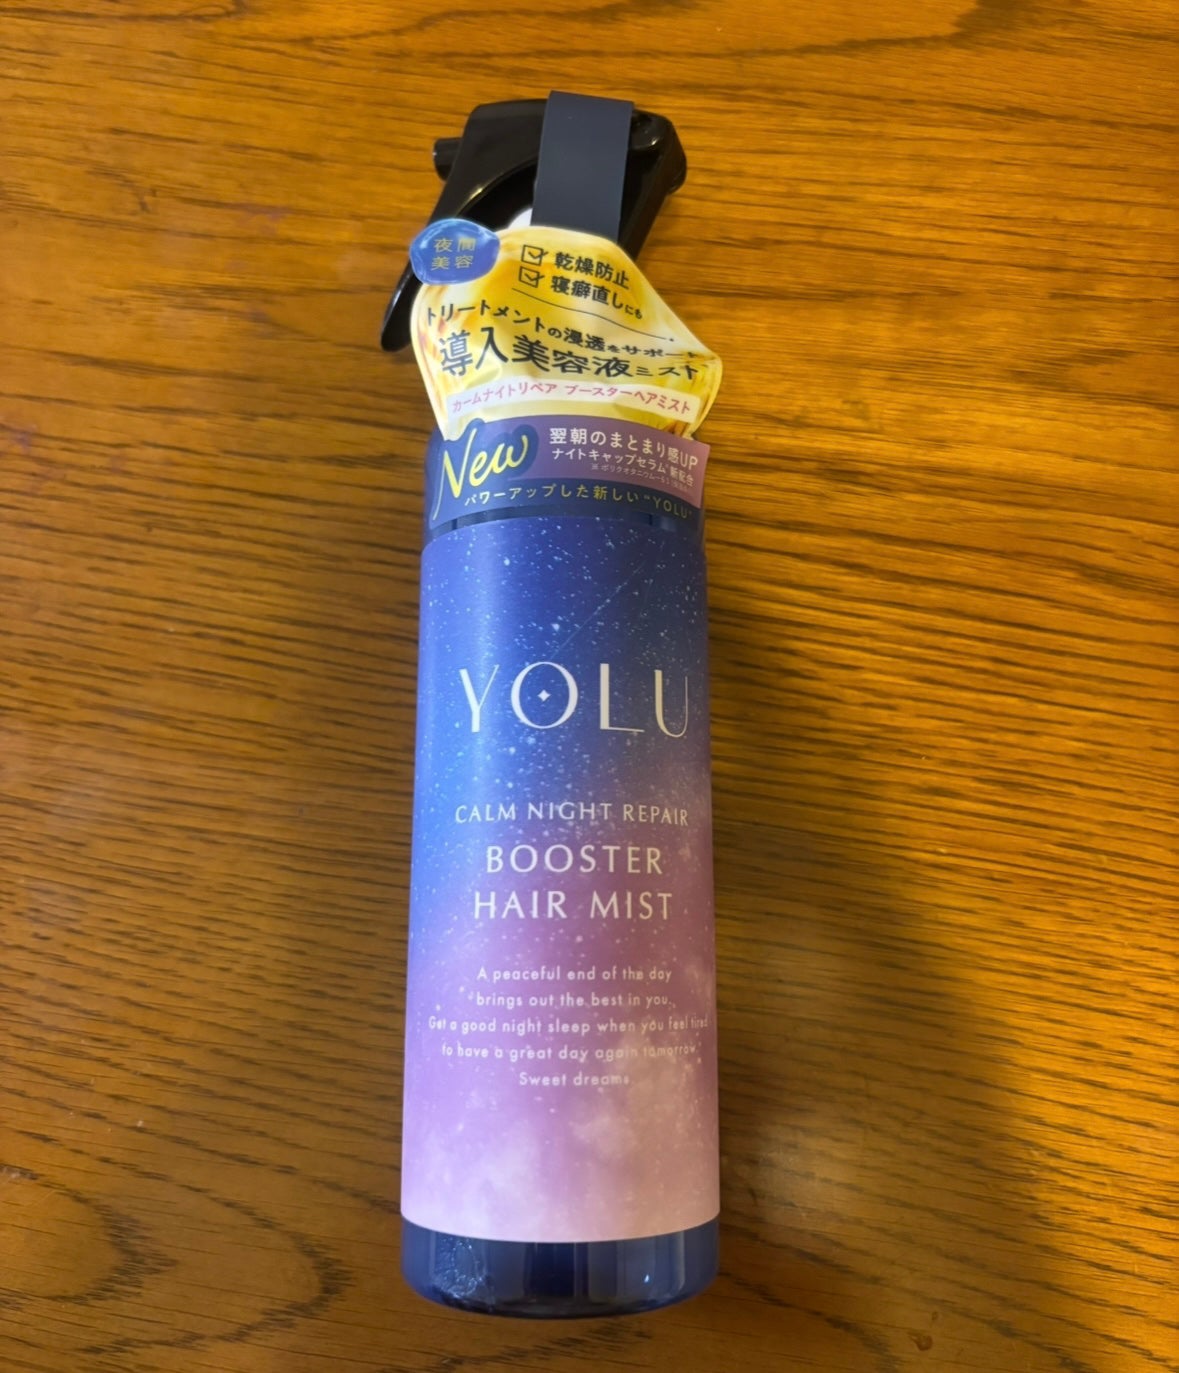 夜間
美容
乾燥防止
寝癖直しにも
トリートメントの浸透をサポート
導入美容液ミスト
カームナイトリペア ブースターヘアミスト
New
翌朝のまとまり感UP
ナイトキャップセラム※新配合
パワーアップした新しい"YOLU"
YOLU
CALM NIGHT REPAIR
BOOSTER
HAIR MIST
A peaceful end of the day
brings out the best in you.
Get a good night sleep when you feel tired
to have a great day again tomorrow.
Sweet dreams.